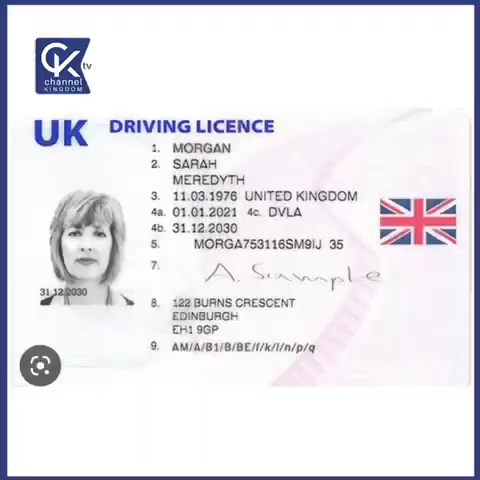 CK tv
channel
KINGDOM
UK DRIVING LICENCE
1. MORGAN
2. SARAH
MEREDYTH
3. 11.03.1976 UNITED KINGDOM
4a. 01.01.2021 4c. DVLA
4b. 31.12.2030
5. MORGA753116SM9IJ 35
7. A. Sample
31.12.2030
8. 122 BURNS CRESCENT
EDINBURGH
EH1 9GP
9. AM/A/B1/B/BE/f/k/l/n/p/q